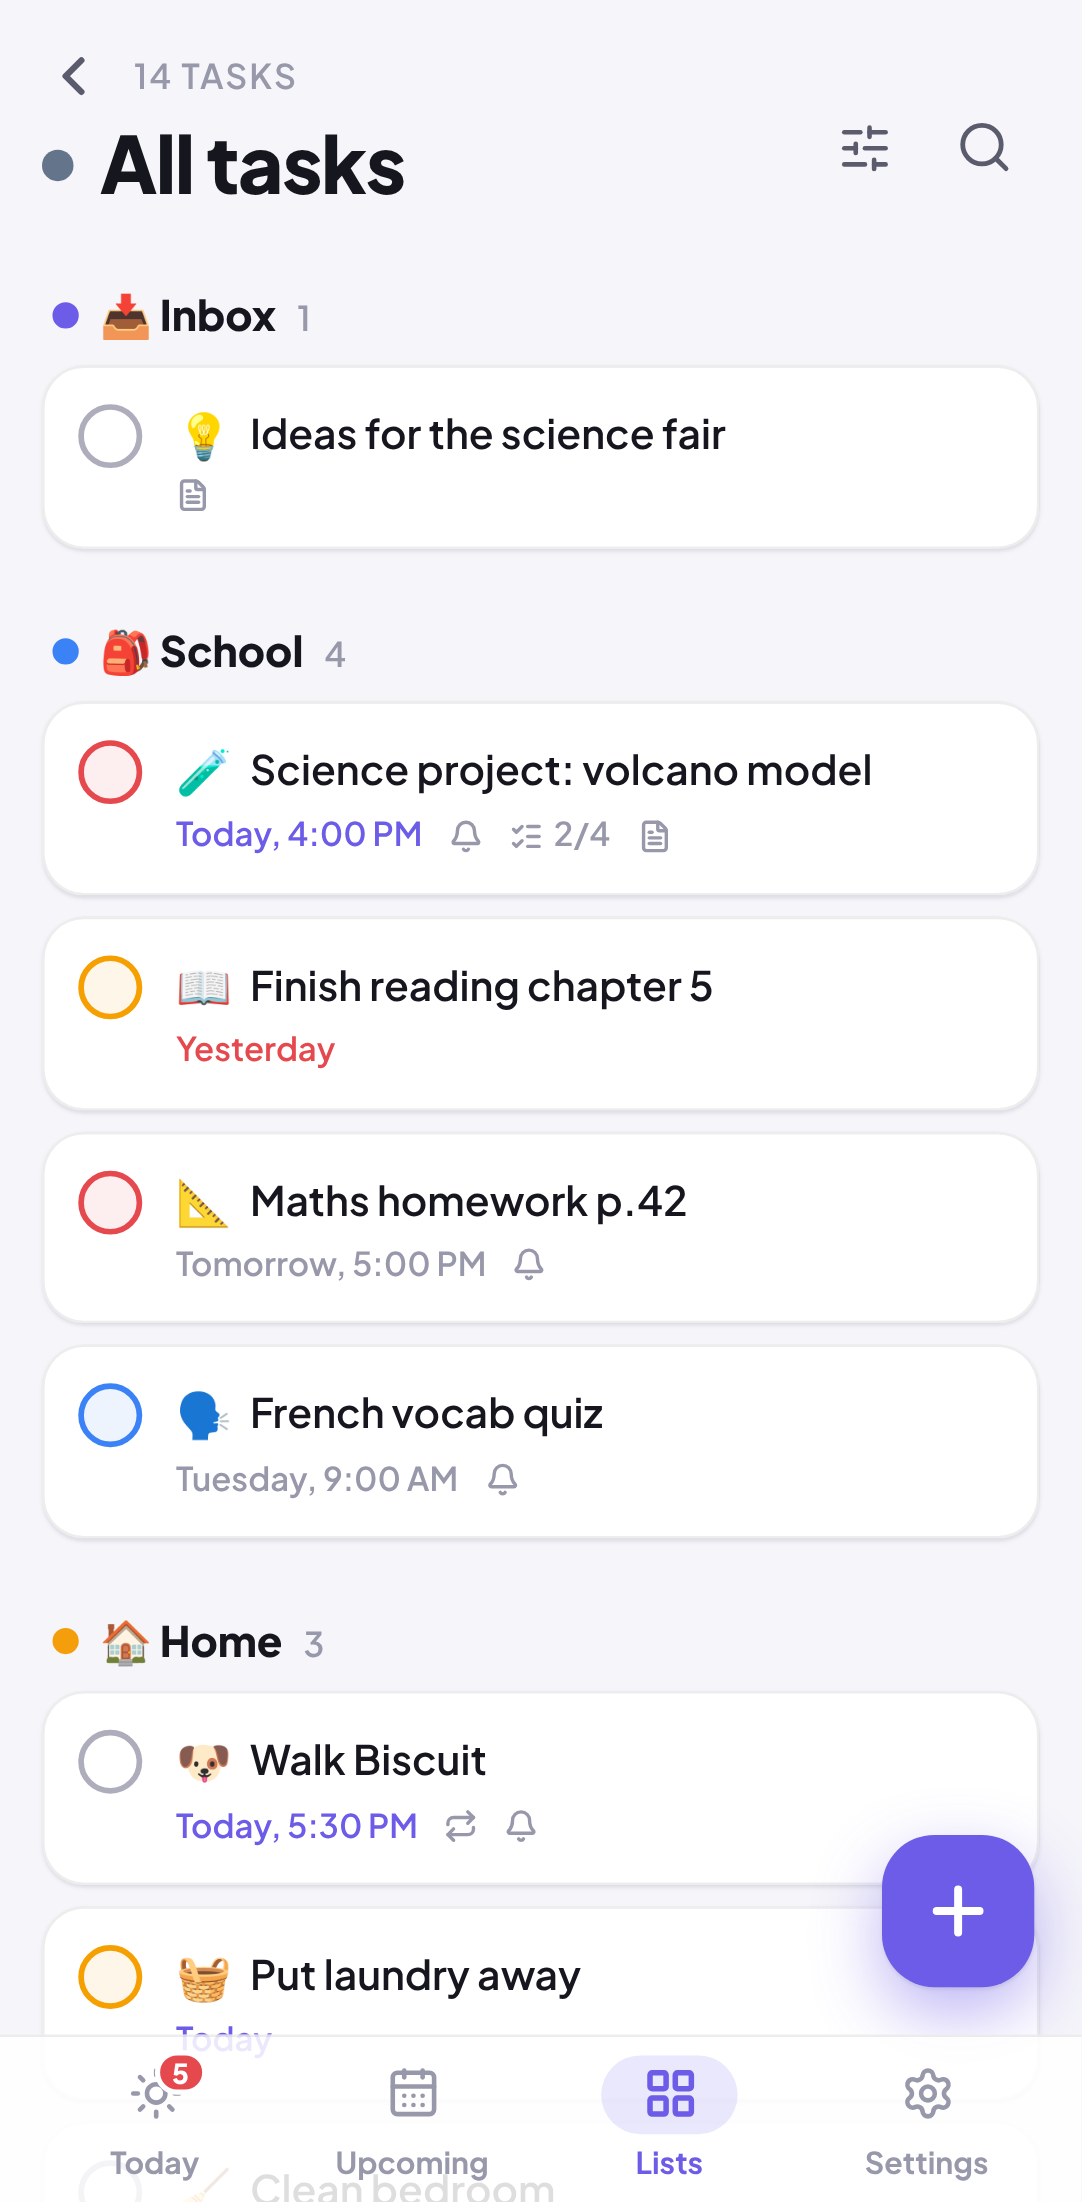 14 TASKS
All tasks
Inbox 1
Ideas for the science fair
School 4
Science project: volcano model
Today, 4:00 PM 2/4
Finish reading chapter 5
Yesterday
Maths homework p.42
Tomorrow, 5:00 PM
French vocab quiz
Tuesday, 9:00 AM
Home 3
Walk Biscuit
Today, 5:30 PM
Put laundry away
Today
5
Today Upcoming Lists Settings
Clean bedroom